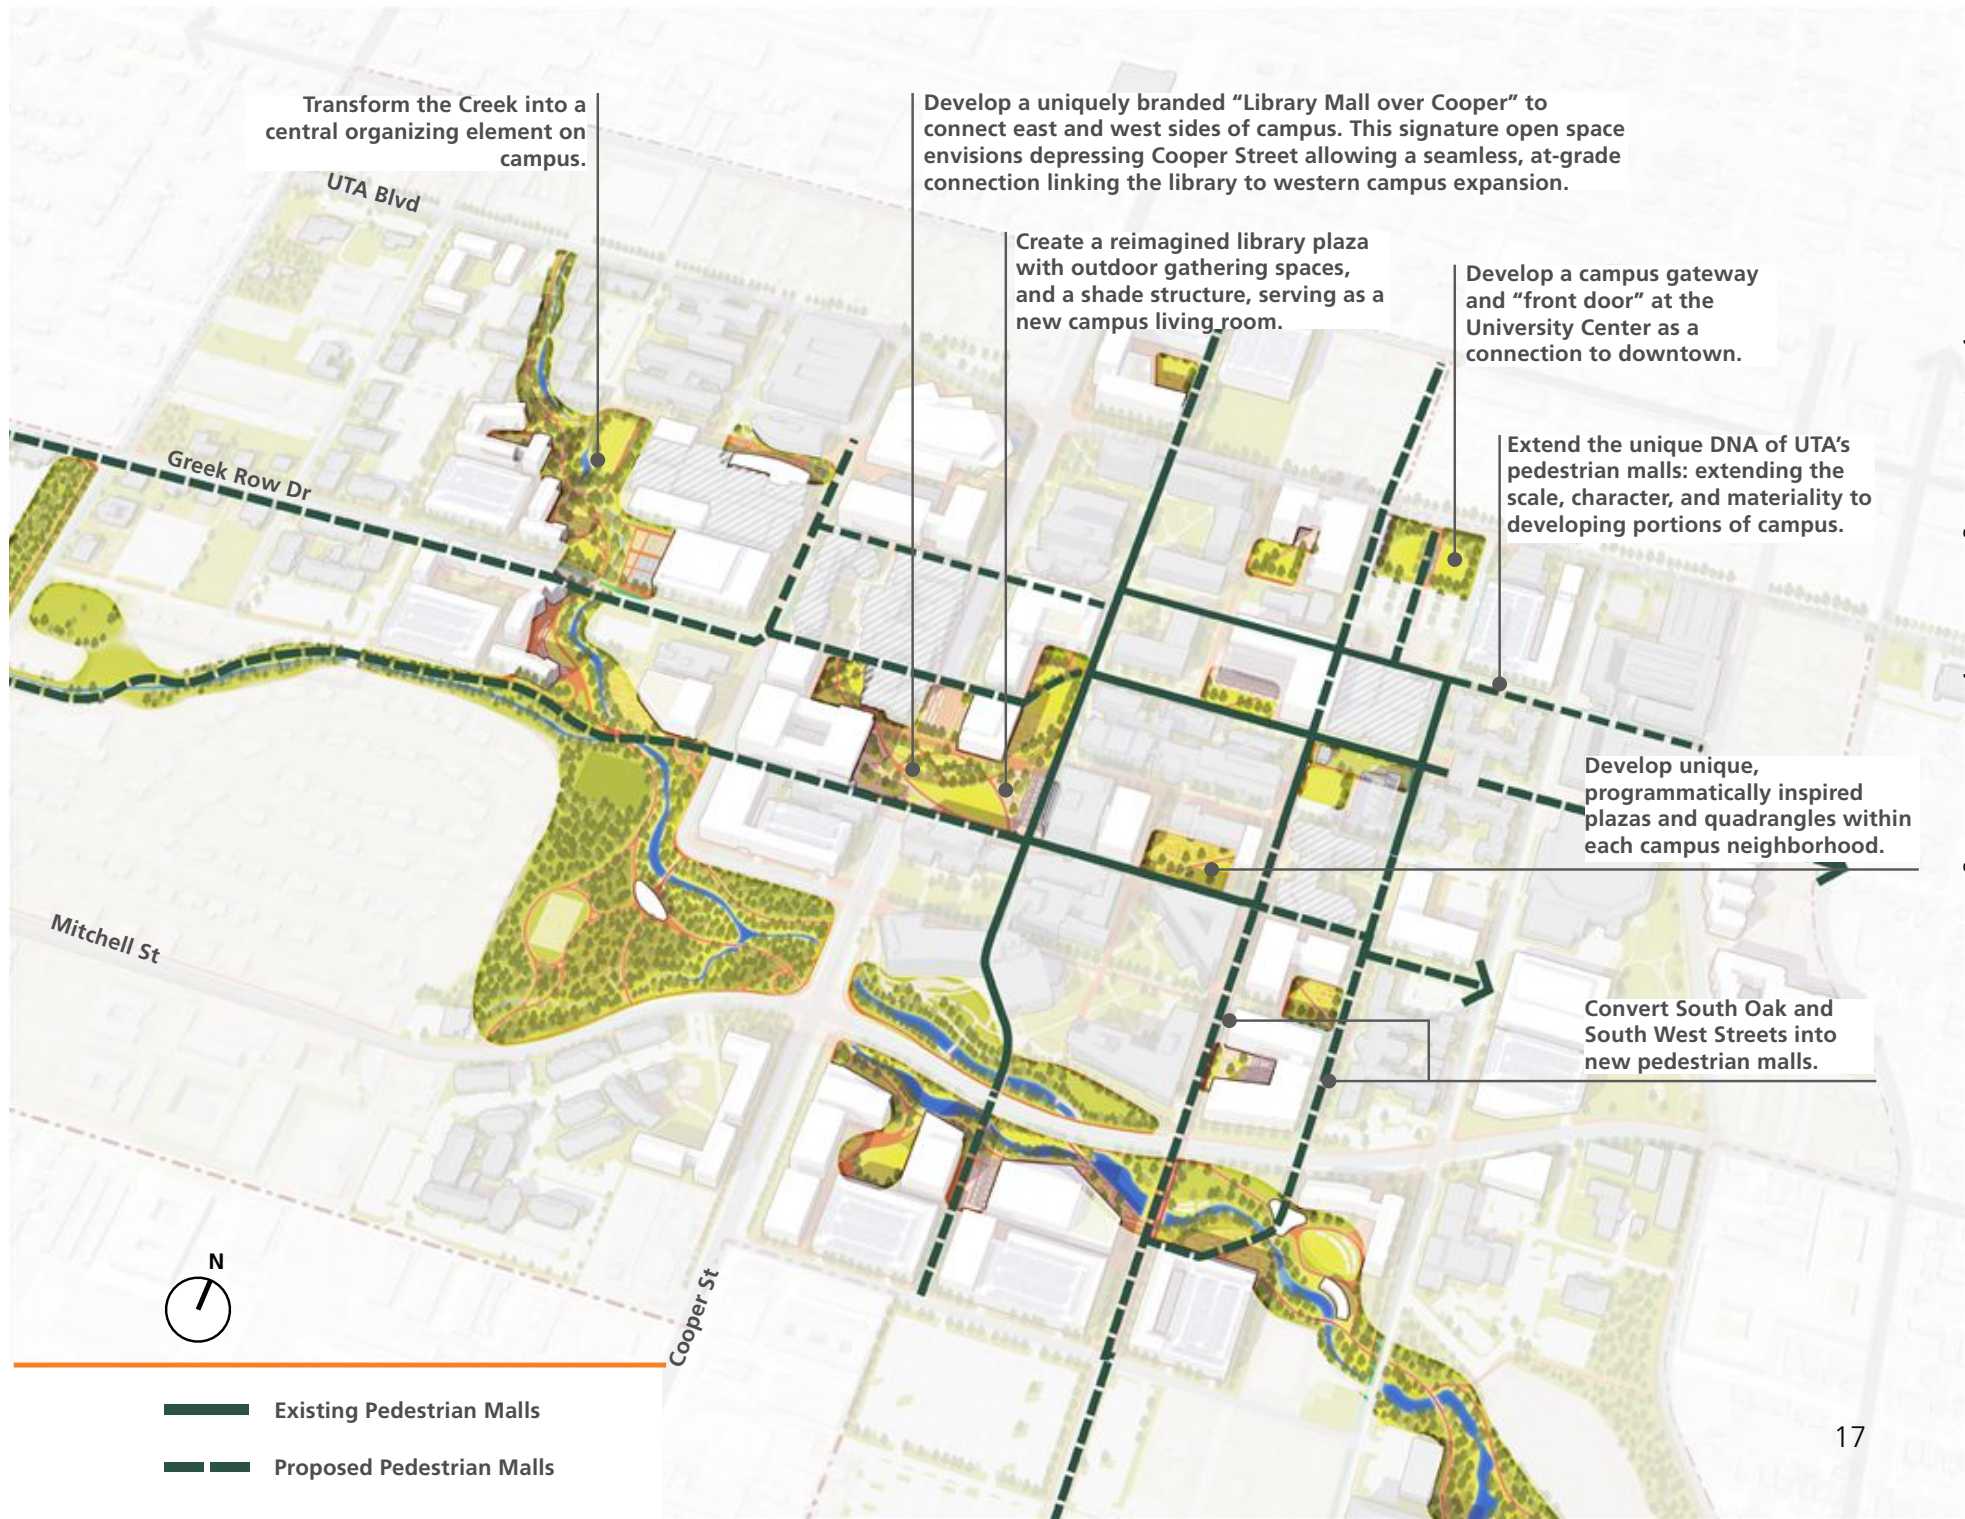 Transform the Creek into a
central organizing element on
campus.
Develop a uniquely branded “Library Mall over Cooper” to
connect east and west sides of campus. This signature open space
envisions depressing Cooper Street allowing a seamless, at-grade
connection linking the library to western campus expansion.
UTA Blvd
Create a reimagined library plaza
with outdoor gathering spaces,
and a shade structure, serving as a
new campus living room.
Develop a campus gateway
and “front door” at the
University Center as a
connection to downtown.
Extend the unique DNA of UTA’s
pedestrian malls: extending the
scale, character, and materiality to
developing portions of campus.
Greek Row Dr
Develop unique,
programmatically inspired
plazas and quadrangles within
each campus neighborhood.
Mitchell St
Convert South Oak and
South West Streets into
new pedestrian malls.
N
Cooper St
Existing Pedestrian Malls
Proposed Pedestrian Malls
17